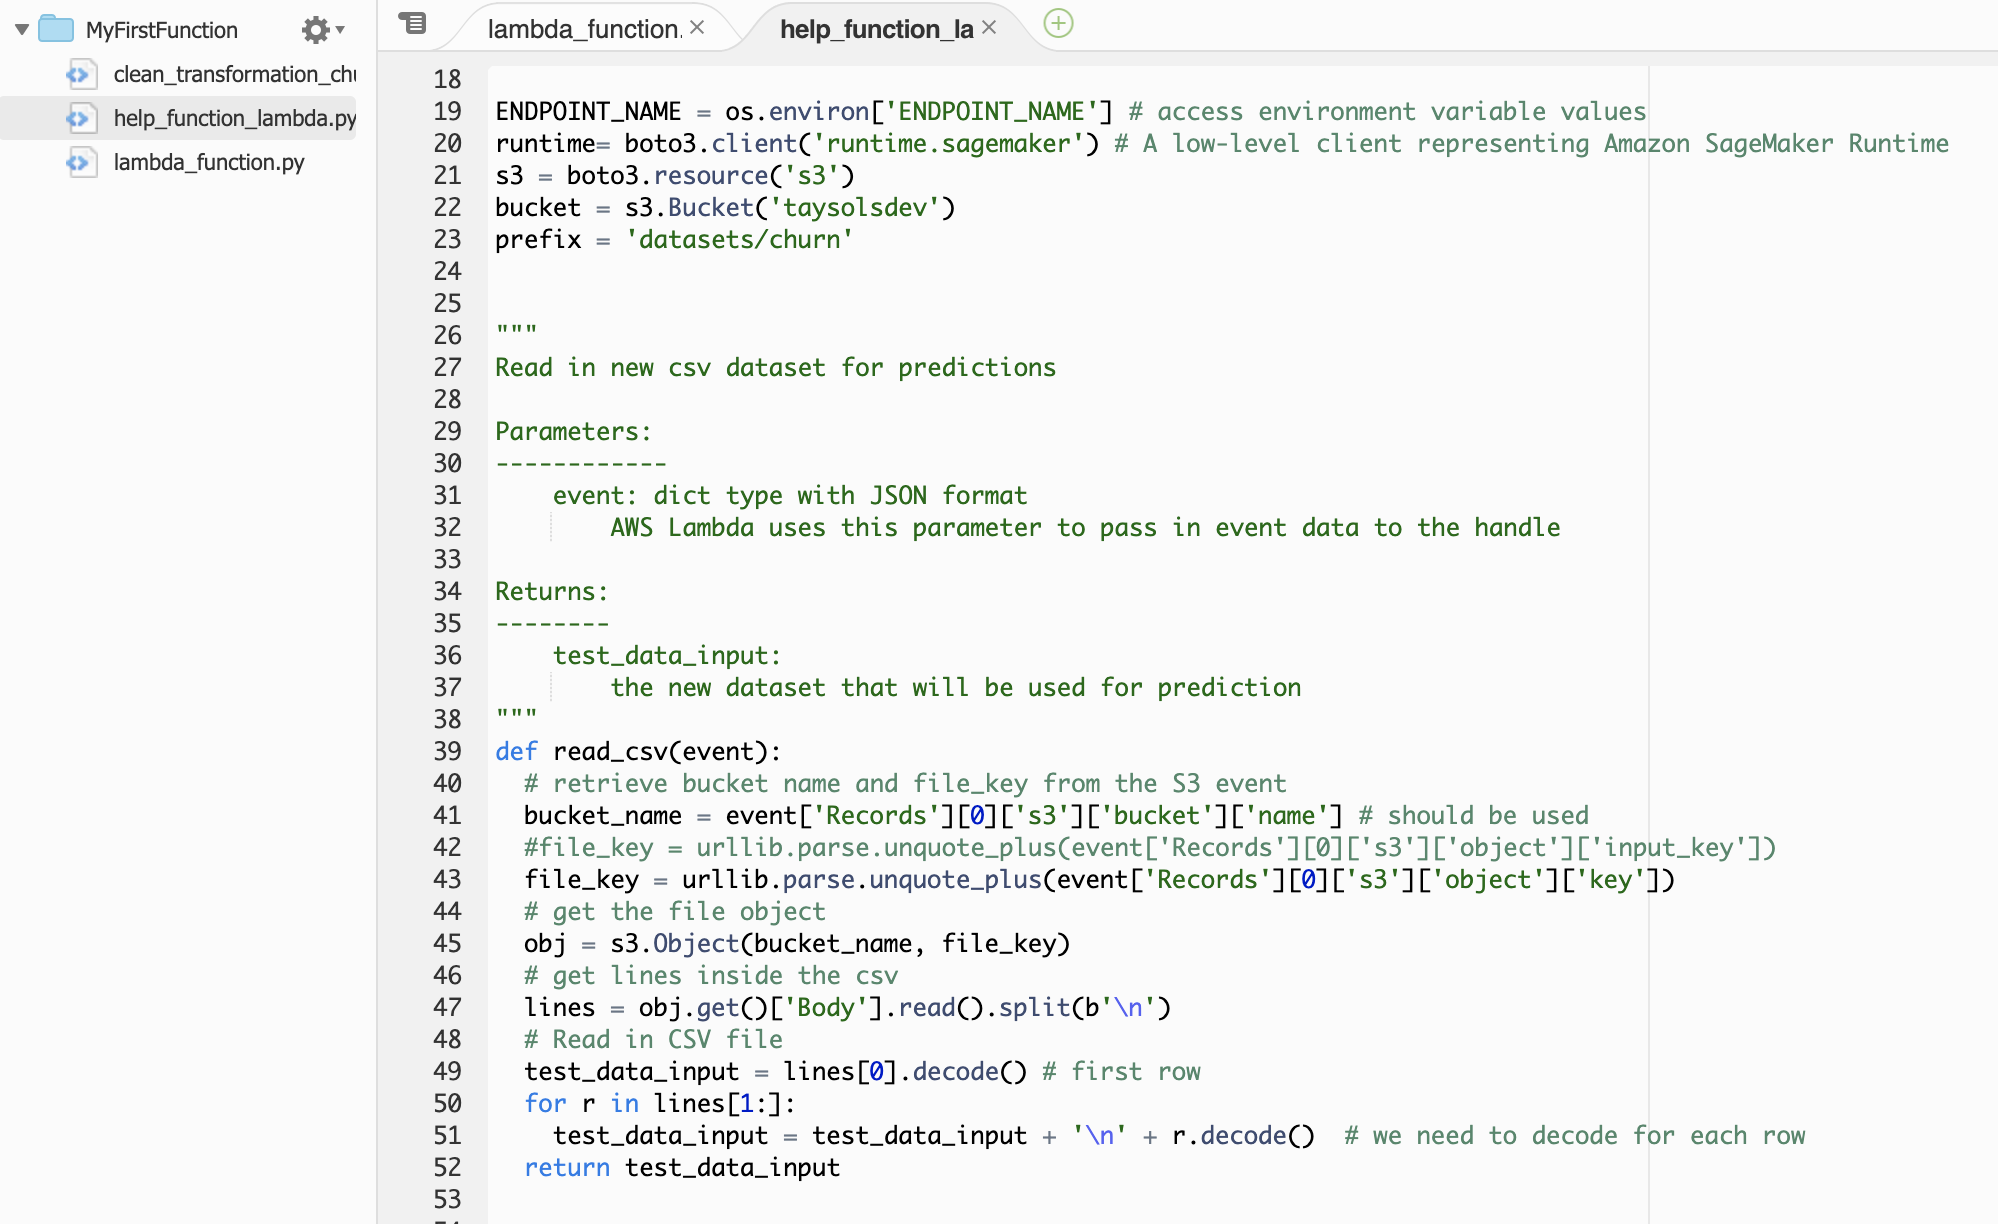 MyFirstFunction
clean_transformation_chu
help_function_lambda.py
lambda_function.py
lambda_function.
help_function_la
18
19 ENDPOINT_NAME = os.environ['ENDPOINT_NAME'] # access environment variable values
20 runtime= boto3.client('runtime.sagemaker') # A low-level client representing Amazon SageMaker Runtime
21 s3 = boto3.resource('s3')
22 bucket = s3.Bucket('taysolsdev')
23 prefix = 'datasets/churn'
24
25
26 """
27 Read in new csv dataset for predictions
28
29 Parameters:
30 ------------
31     event: dict type with JSON format
32         AWS Lambda uses this parameter to pass in event data to the handle
33
34 Returns:
35 --------
36     test_data_input:
37         the new dataset that will be used for prediction
38 """
39 def read_csv(event):
40   # retrieve bucket name and file_key from the S3 event
41   bucket_name = event['Records'][0]['s3']['bucket']['name'] # should be used
42   #file_key = urllib.parse.unquote_plus(event['Records'][0]['s3']['object']['input_key'])
43   file_key = urllib.parse.unquote_plus(event['Records'][0]['s3']['object']['key'])
44   # get the file object
45   obj = s3.Object(bucket_name, file_key)
46   # get lines inside the csv
47   lines = obj.get()['Body'].read().split(b'\n')
48   # Read in CSV file
49   test_data_input = lines[0].decode() # first row
50   for r in lines[1:]:
51     test_data_input = test_data_input + '\n' + r.decode()  # we need to decode for each row
52   return test_data_input
53